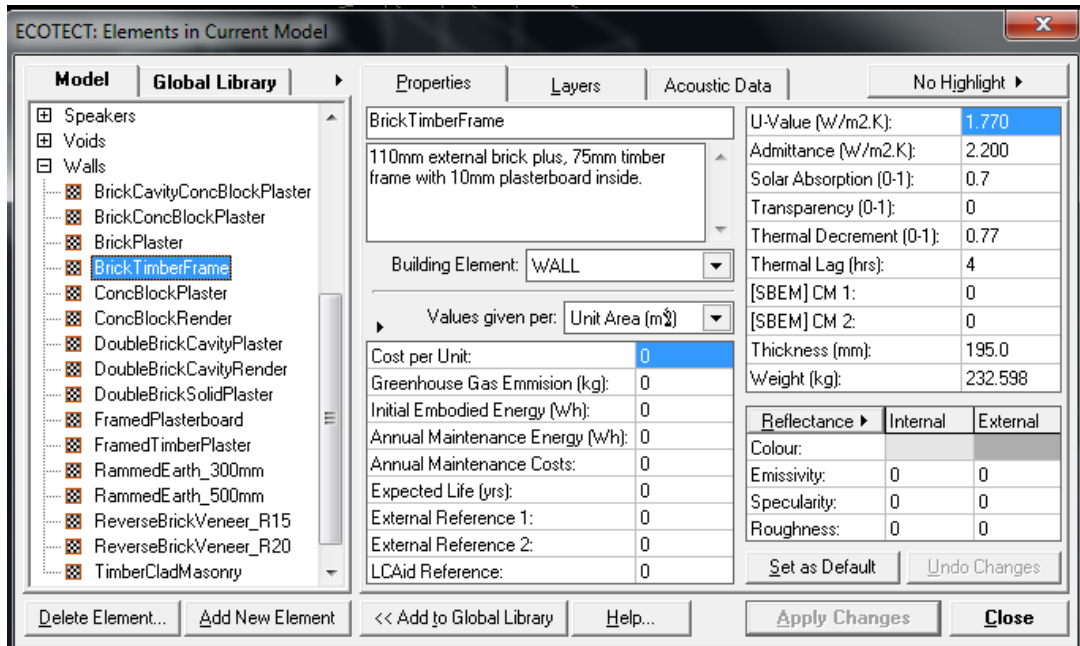 ECOTECT: Elements in Current Model
Model
Global Library
Speakers
Voids
Walls
BrickCavityConcBlockPlaster
BrickConcBlockPlaster
BrickPlaster
BrickTimberFrame
ConcBlockPlaster
ConcBlockRender
DoubleBrickCavityPlaster
DoubleBrickCavityRender
DoubleBrickSolidPlaster
FramedPlasterboard
FramedTimberPlaster
RammedEarth_300mm
RammedEarth_500mm
ReverseBrickVeneer_R15
ReverseBrickVeneer_R20
TimberCladMasonry
Delete Element...
Add New Element
Properties
Layers
Acoustic Data
No Highlight
BrickTimberFrame
110mm external brick plus, 75mm timber
frame with 10mm plasterboard inside.
Building Element: WALL
Values given per: Unit Area (m²)
Cost per Unit: 0
Greenhouse Gas Emmision (kg): 0
Initial Embodied Energy (Wh): 0
Annual Maintenance Energy (Wh): 0
Annual Maintenance Costs: 0
Expected Life (yrs): 0
External Reference 1: 0
External Reference 2: 0
LCAid Reference: 0
<< Add to Global Library
Help...
U-Value (W/m2.K): 1.770
Admittance (W/m2.K): 2.200
Solar Absorption (0-1): 0.7
Transparency (0-1): 0
Thermal Decrement (0-1): 0.77
Thermal Lag (hrs): 4
[SBEM] CM 1: 0
[SBEM] CM 2: 0
Thickness (mm): 195.0
Weight (kg): 232.598
Reflectance Internal External
Colour:
Emissivity: 0 0
Specularity: 0 0
Roughness: 0 0
Set as Default
Undo Changes
Apply Changes
Close